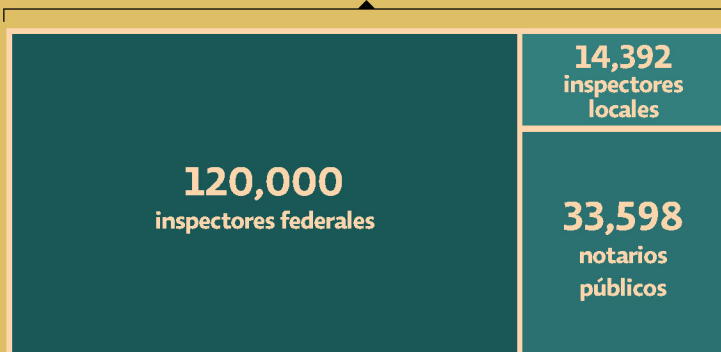 120,000
inspectores federales
14,392
inspectores
locales
33,598
notarios
públicos